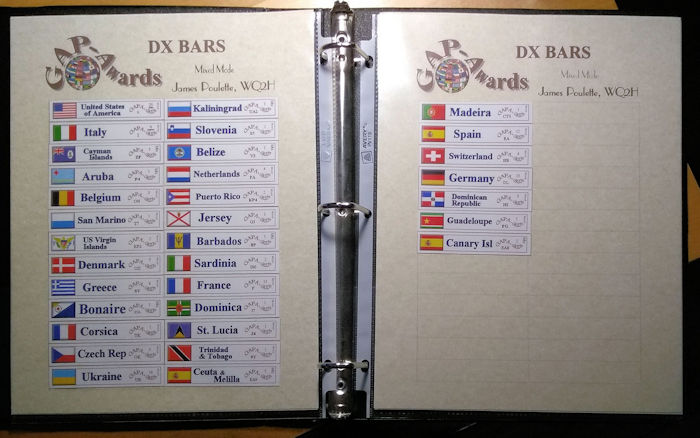 DX BARS
GAP-Awards
Mixed Mode
James Poulette, WQ2H
United States
of America
Italy
Cayman
Islands
Aruba
Belgium
San Marino
US Virgin
Islands
Denmark
Greece
Bonaire
Corsica
Czech Rep
Ukraine
Kaliningrad
Slovenia
Belize
Netherlands
Puerto Rico
Jersey
Barbados
Sardinia
France
Dominica
St. Lucia
Trinidad
& Tobago
Ceuta &
Melilla
DX BARS
GAP-Awards
Mixed Mode
James Poulette, WQ2H
Madeira
Spain
Switzerland
Germany
Dominican
Republic
Guadeloupe
Canary Isl